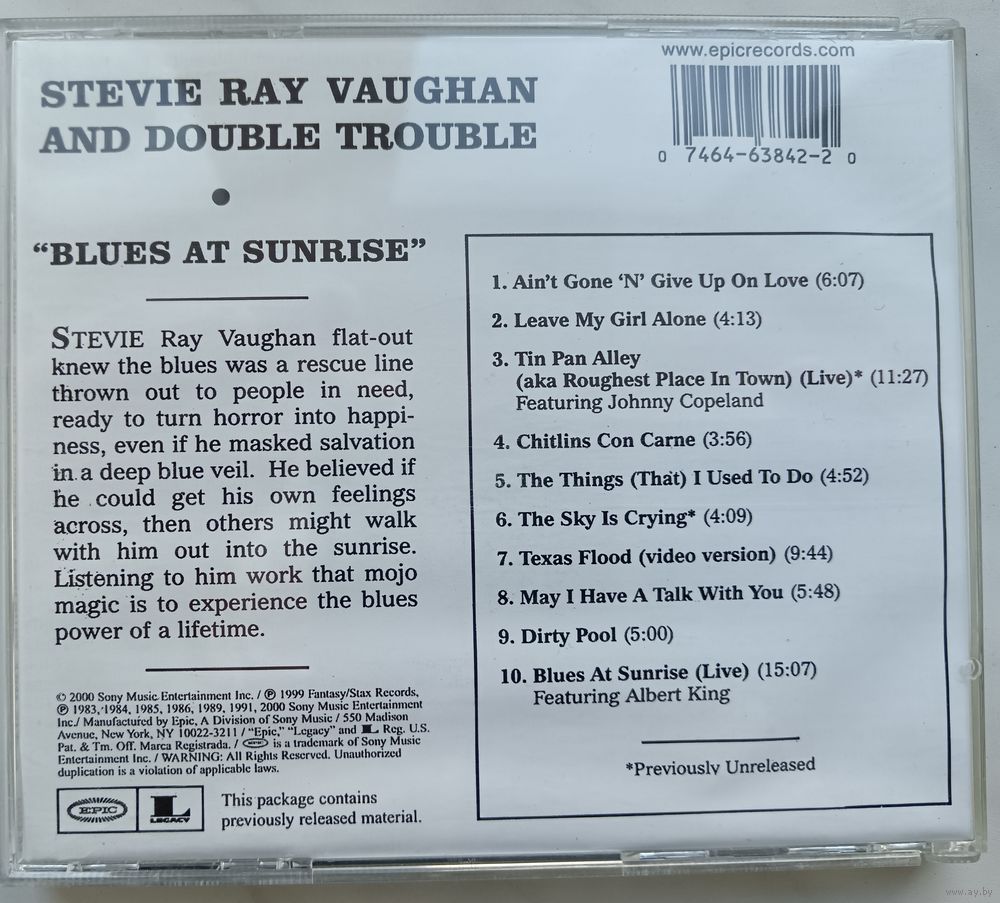 www.epicrecords.com
STEVIE RAY VAUGHAN
AND DOUBLE TROUBLE
0 7464-63842-2 0
"BLUES AT SUNRISE"
STEVIE Ray Vaughan flat-out
knew the blues was a rescue line
thrown out to people in need,
ready to turn horror into happi-
ness, even if he masked salvation
in a deep blue veil. He believed if
he could get his own feelings
across, then others might walk
with him out into the sunrise.
Listening to him work that mojo
magic is to experience the blues
power of a lifetime.
© 2000 Sony Music Entertainment Inc. / ℗ 1999 Fantasy/Stax Records,
℗ 1983, 1984, 1985, 1986, 1989, 1991, 2000 Sony Music Entertainment
Inc./ Manufactured by Epic, A Division of Sony Music / 550 Madison
Avenue, New York, NY 10022-3211 / "Epic," "Legacy" and L Reg. U.S.
Pat. & Tm. Off. Marca Registrada. / EPIC is a trademark of Sony Music
Entertainment Inc. / WARNING: All Rights Reserved. Unauthorized
duplication is a violation of applicable laws.
EPIC
L
LEGACY
This package contains
previously released material.
1. Ain't Gone 'N' Give Up On Love (6:07)
2. Leave My Girl Alone (4:13)
3. Tin Pan Alley
(aka Roughest Place In Town) (Live)* (11:27)
Featuring Johnny Copeland
4. Chitlins Con Carne (3:56)
5. The Things (That) I Used To Do (4:52)
6. The Sky Is Crying* (4:09)
7. Texas Flood (video version) (9:44)
8. May I Have A Talk With You (5:48)
9. Dirty Pool (5:00)
10. Blues At Sunrise (Live) (15:07)
Featuring Albert King
*Previously Unreleased
www.ay.by